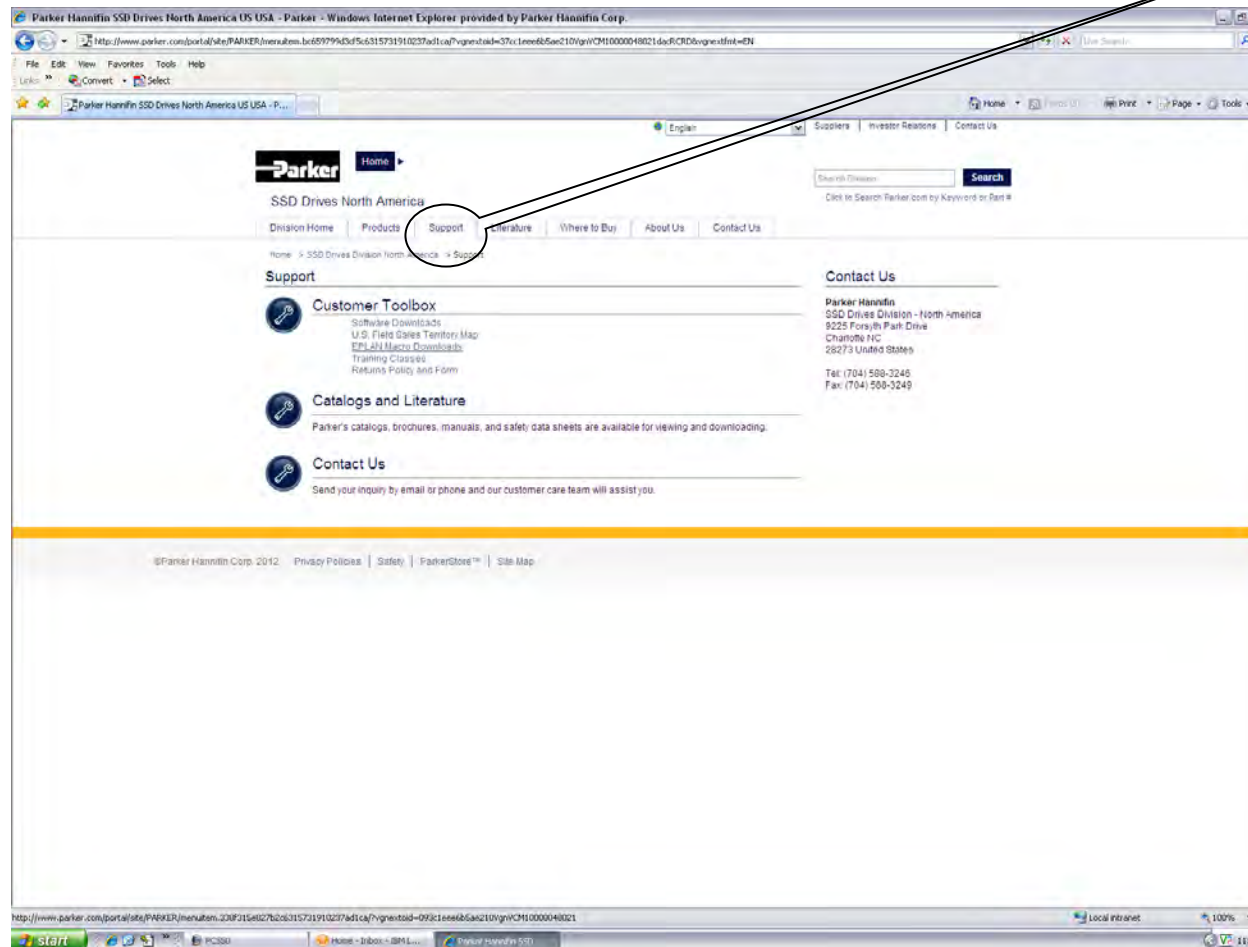 Parker Hannifin SSD Drives North America US USA - Parker - Windows Internet Explorer provided by Parker Hannifin Corp.
File Edit View Favorites Tools Help
Links » Convert Select
Parker Hannifin SSD Drives North America US USA - P...
Home Print Page Tools
English
Suppliers | Investor Relations | Contact Us
Parker
Home
Search
Click to Search Parker.com by Keyword or Part #
SSD Drives North America
Division Home Products Support Literature Where to Buy About Us Contact Us
Home > SSD Drives Division North America > Support
Support
Customer Toolbox
Software Downloads
U.S. Field Sales Territory Map
EPLAN Macro Downloads
Training Classes
Returns Policy and Form
Catalogs and Literature
Parker's catalogs, brochures, manuals, and safety data sheets are available for viewing and downloading.
Contact Us
Send your inquiry by email or phone and our customer care team will assist you.
Contact Us
Parker Hannifin
SSD Drives Division - North America
9225 Forsyth Park Drive
Charlotte NC
28273 United States
Tel: (704) 588-3246
Fax: (704) 588-3249
©Parker Hannifin Corp. 2012 Privacy Policies | Safety | ParkerStore™ | Site Map
Local intranet
100%
start
Home - Inbox - IBM L...
Parker Hannifin SSD